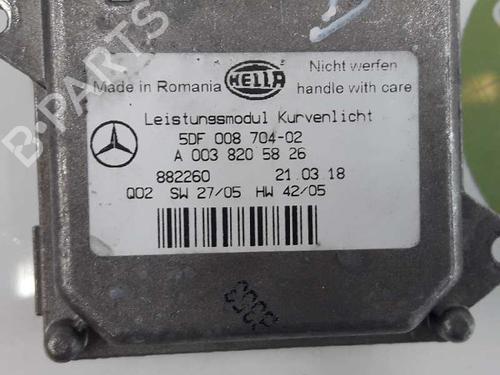 B-PARTS
Made in Romania HELLA Nicht werfen
handle with care
Leistungsmodul Kurvenlicht
5DF 008 704-02
A 003 820 58 26
882260 21.03.18
Q02 SW 27/05 HW 42/05